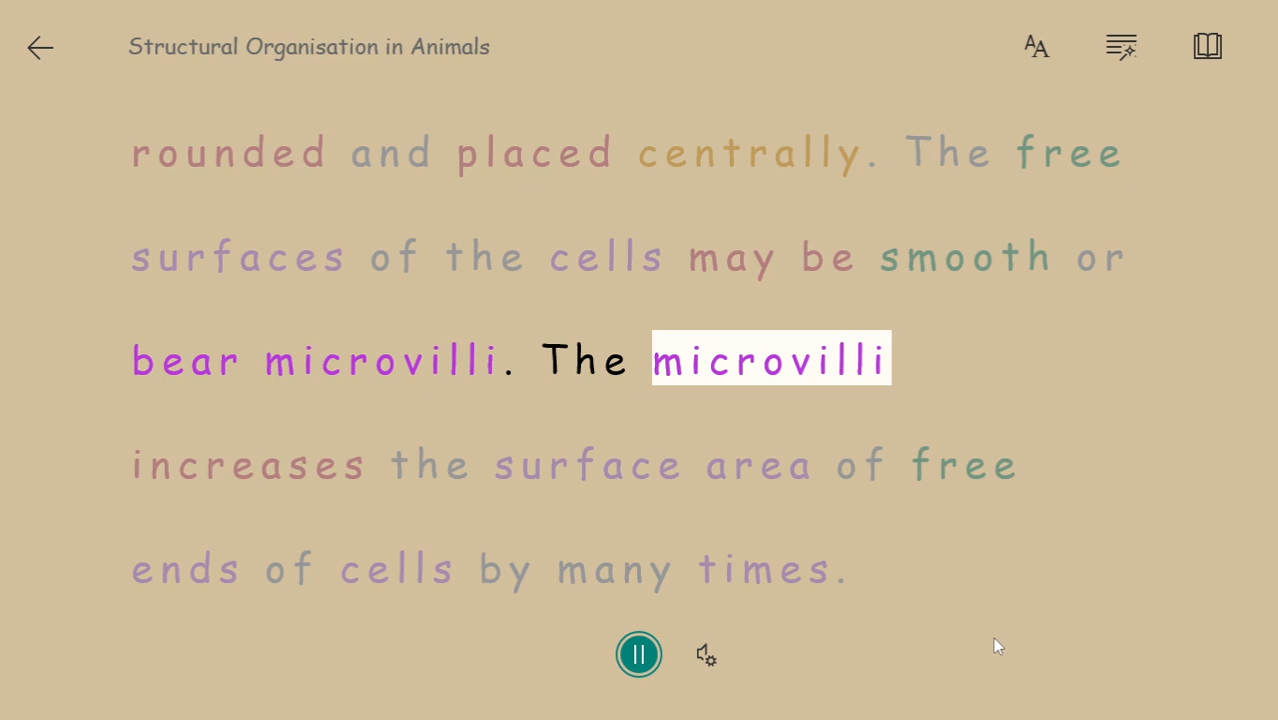 Structural Organisation in Animals
rounded and placed centrally. The free
surfaces of the cells may be smooth or
bear microvilli. The microvilli
increases the surface area of free
ends of cells by many times.